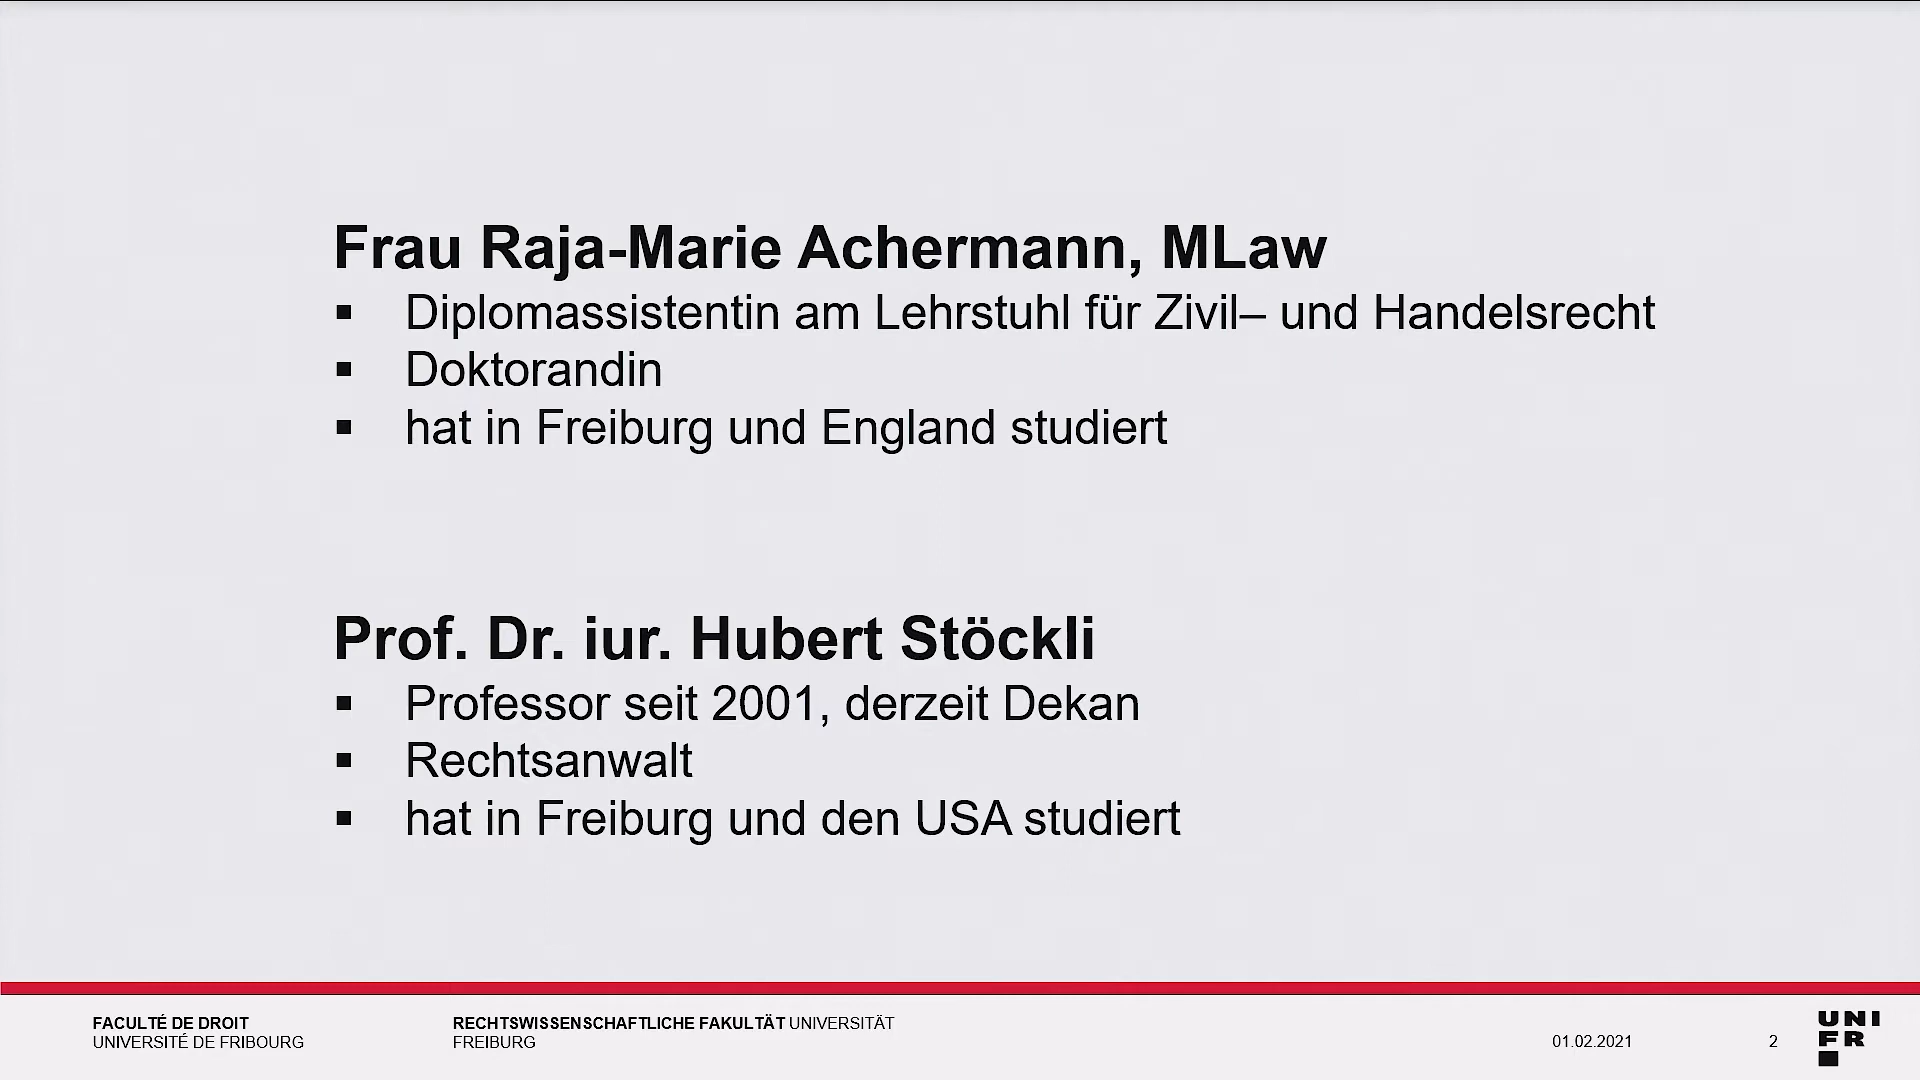 Frau Raja-Marie Achermann, MLaw
▪ Diplomassistentin am Lehrstuhl für Zivil– und Handelsrecht
▪ Doktorandin
▪ hat in Freiburg und England studiert
Prof. Dr. iur. Hubert Stöckli
▪ Professor seit 2001, derzeit Dekan
▪ Rechtsanwalt
▪ hat in Freiburg und den USA studiert
FACULTÉ DE DROIT
UNIVERSITÉ DE FRIBOURG
RECHTSWISSENSCHAFTLICHE FAKULTÄT UNIVERSITÄT
FREIBURG
01.02.2021
2
UNI
FR